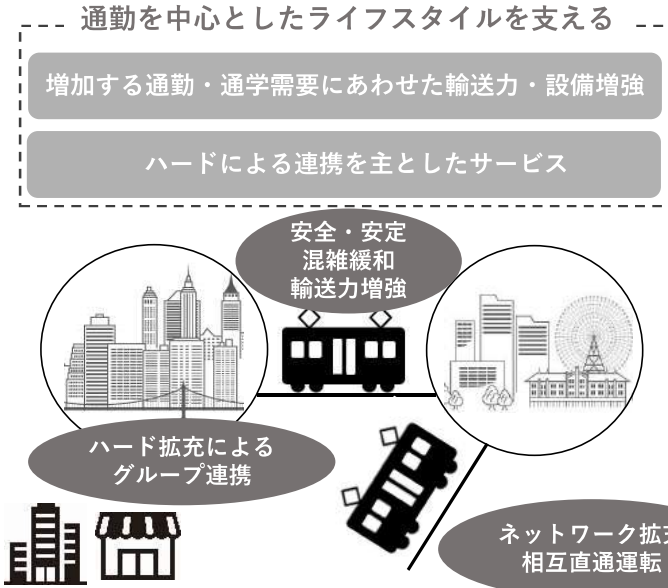 通勤を中心としたライフスタイルを支える
増加する通勤・通学需要にあわせた輸送力・設備増強
ハードによる連携を主としたサービス
安全・安定
混雑緩和
輸送力増強
ハード拡充による
グループ連携
ネットワーク拡充
相互直通運転